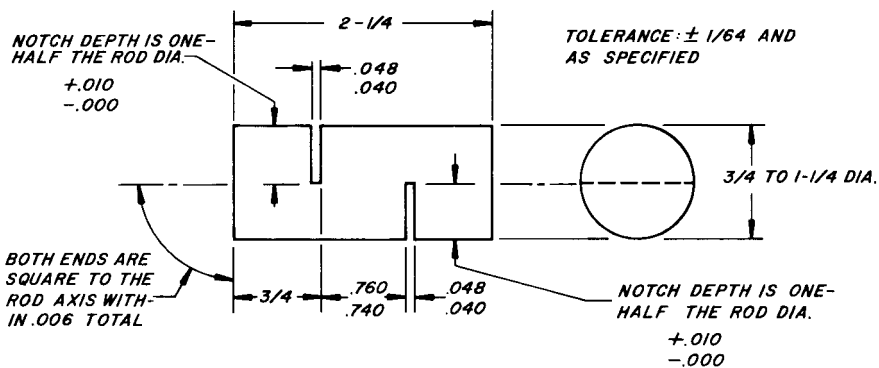 2-1/4
NOTCH DEPTH IS ONE-
HALF THE ROD DIA.
+.010
-.000
.048
.040
TOLERANCE: ± 1/64 AND
AS SPECIFIED
3/4 TO 1-1/4 DIA.
BOTH ENDS ARE
SQUARE TO THE
ROD AXIS WITH-
IN .006 TOTAL
3/4
.760
.740
.048
.040
NOTCH DEPTH IS ONE-
HALF THE ROD DIA.
+.010
-.000